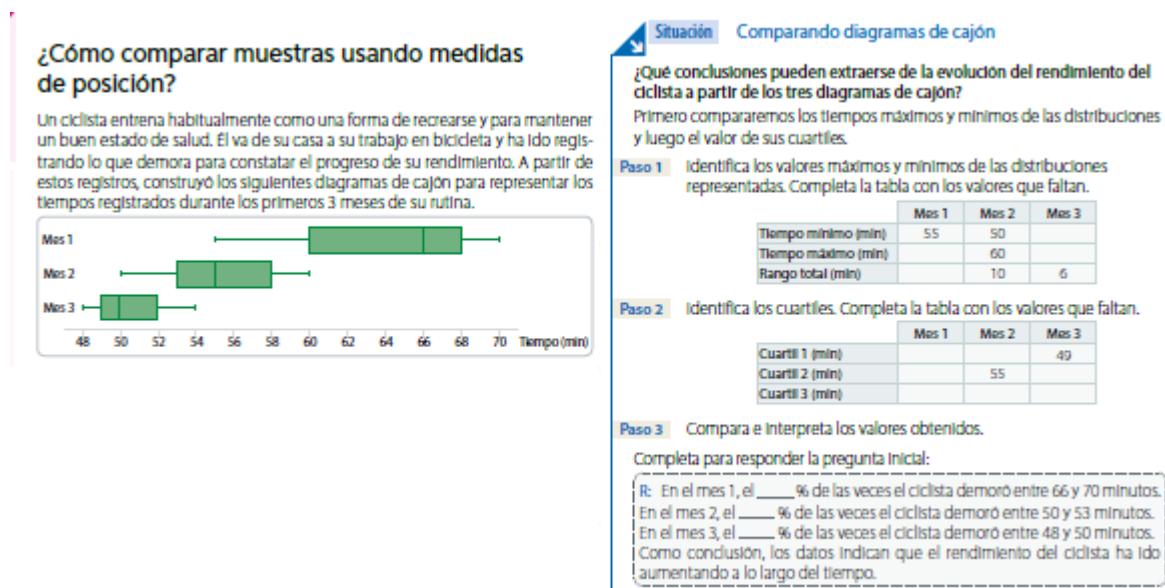 ¿Cómo comparar muestras usando medidas
de posición?
Un ciclista entrena habitualmente como una forma de recrearse y para mantener
un buen estado de salud. Él va de su casa a su trabajo en bicicleta y ha ido regis-
trando lo que demora para constatar el progreso de su rendimiento. A partir de
estos registros, construyó los siguientes diagramas de cajón para representar los
tiempos registrados durante los primeros 3 meses de su rutina.
Mes 1
Mes 2
Mes 3
48 50 52 54 56 58 60 62 64 66 68 70 Tiempo (min)
Situación Comparando diagramas de cajón
¿Qué conclusiones pueden extraerse de la evolución del rendimiento del
ciclista a partir de los tres diagramas de cajón?
Primero compararemos los tiempos máximos y mínimos de las distribuciones
y luego el valor de sus cuartiles.
Paso 1 Identifica los valores máximos y mínimos de las distribuciones
representadas. Completa la tabla con los valores que faltan.
Mes 1 Mes 2 Mes 3
Tiempo mínimo (min) 55 50
Tiempo máximo (min) 60
Rango total (min) 10 6
Paso 2 Identifica los cuartiles. Completa la tabla con los valores que faltan.
Mes 1 Mes 2 Mes 3
Cuartil 1 (min) 49
Cuartil 2 (min) 55
Cuartil 3 (min)
Paso 3 Compara e interpreta los valores obtenidos.
Completa para responder la pregunta inicial:
R: En el mes 1, el _____ % de las veces el ciclista demoró entre 66 y 70 minutos.
En el mes 2, el _____ % de las veces el ciclista demoró entre 50 y 53 minutos.
En el mes 3, el _____ % de las veces el ciclista demoró entre 48 y 50 minutos.
Como conclusión, los datos indican que el rendimiento del ciclista ha ido
aumentando a lo largo del tiempo.